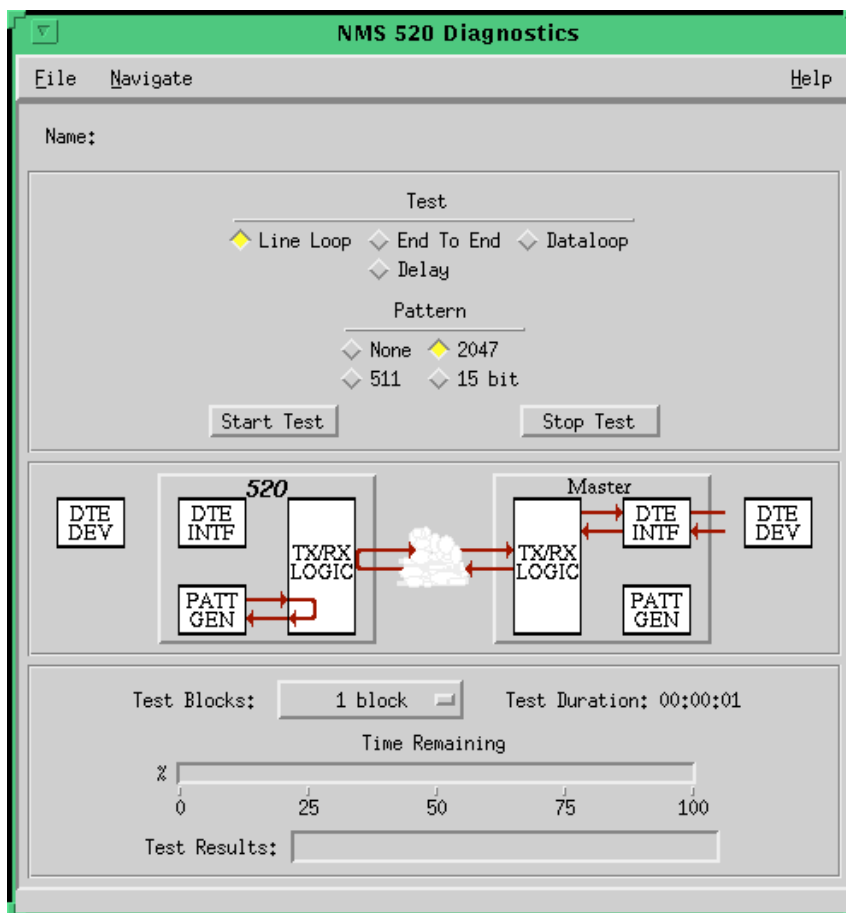 NMS 520 Diagnostics
File Navigate Help
Name:
Test
Line Loop End To End Dataloop
Delay
Pattern
None 2047
511 15 bit
Start Test Stop Test
520 Master
DTE DEV
DTE INTF
TX/RX LOGIC
PATT GEN
TX/RX LOGIC
DTE INTF
PATT GEN
DTE DEV
Test Blocks: 1 block Test Duration: 00:00:01
Time Remaining
%
0 25 50 75 100
Test Results: